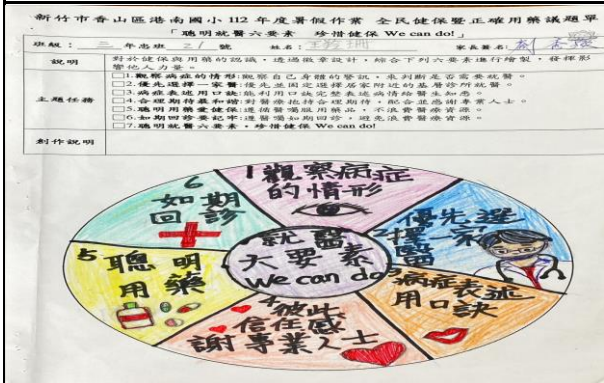 新竹市香山區港南國小 112 年度暑假作業 全民健保暨正確用藥議題單
「聰明就醫六要素 珍惜健保 We can do!」
班級：三 年忠班 21 號 姓名： 家長簽名：
說明
對於健保與用藥的認識，透過徽章設計，綜合下列六要素進行繪製，發揮影
響他人力量。
主題任務
□1.觀察病症的情形:觀察自己身體的警訊，來判斷是否需要就醫。
□2.優先選擇一家醫:優先並固定選擇居家附近的基層診所就醫。
□3.病症表述用口訣:利用口訣完整表述病情給醫生知悉。
□4.合理期待最和諧:對醫療抱持合理期待，配合並感謝專業人士。
□5.聰明用藥愛健保:遵循醫囑服用藥品，不浪費醫療資源。
□6.如期回診要記牢:遵醫囑如期回診，避免浪費醫療資源。
□7.聰明就醫六要素，珍惜健保 We can do!
創作說明
1觀察病症
的情形
2優先選
擇一家
醫
3病症表述
用口訣
4彼此
信任感
謝專業人士
5聰明
用藥
6
如期
回診
就醫
大要素
We can do